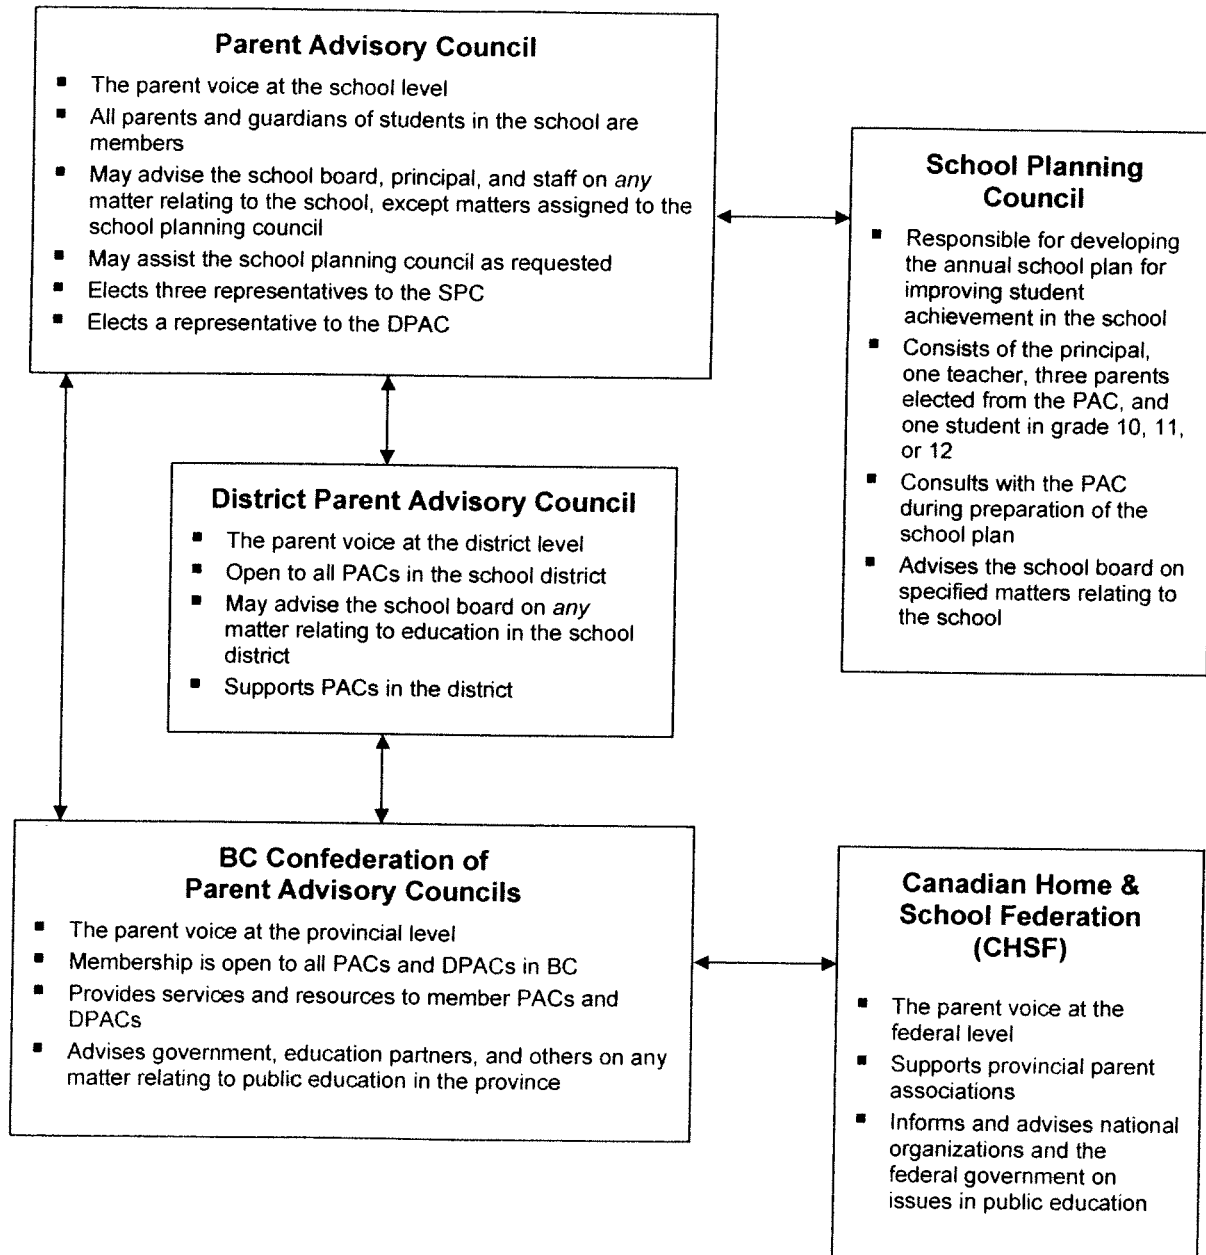 Parent Advisory Council
■ The parent voice at the school level
■ All parents and guardians of students in the school are
members
■ May advise the school board, principal, and staff on any
matter relating to the school, except matters assigned to the
school planning council
■ May assist the school planning council as requested
■ Elects three representatives to the SPC
■ Elects a representative to the DPAC
School Planning
Council
■ Responsible for developing
the annual school plan for
improving student
achievement in the school
■ Consists of the principal,
one teacher, three parents
elected from the PAC, and
one student in grade 10, 11,
or 12
■ Consults with the PAC
during preparation of the
school plan
■ Advises the school board on
specified matters relating to
the school
District Parent Advisory Council
■ The parent voice at the district level
■ Open to all PACs in the school district
■ May advise the school board on any
matter relating to education in the school
district
■ Supports PACs in the district
BC Confederation of
Parent Advisory Councils
■ The parent voice at the provincial level
■ Membership is open to all PACs and DPACs in BC
■ Provides services and resources to member PACs and
DPACs
■ Advises government, education partners, and others on any
matter relating to public education in the province
Canadian Home &
School Federation
(CHSF)
■ The parent voice at the
federal level
■ Supports provincial parent
associations
■ Informs and advises national
organizations and the
federal government on
issues in public education